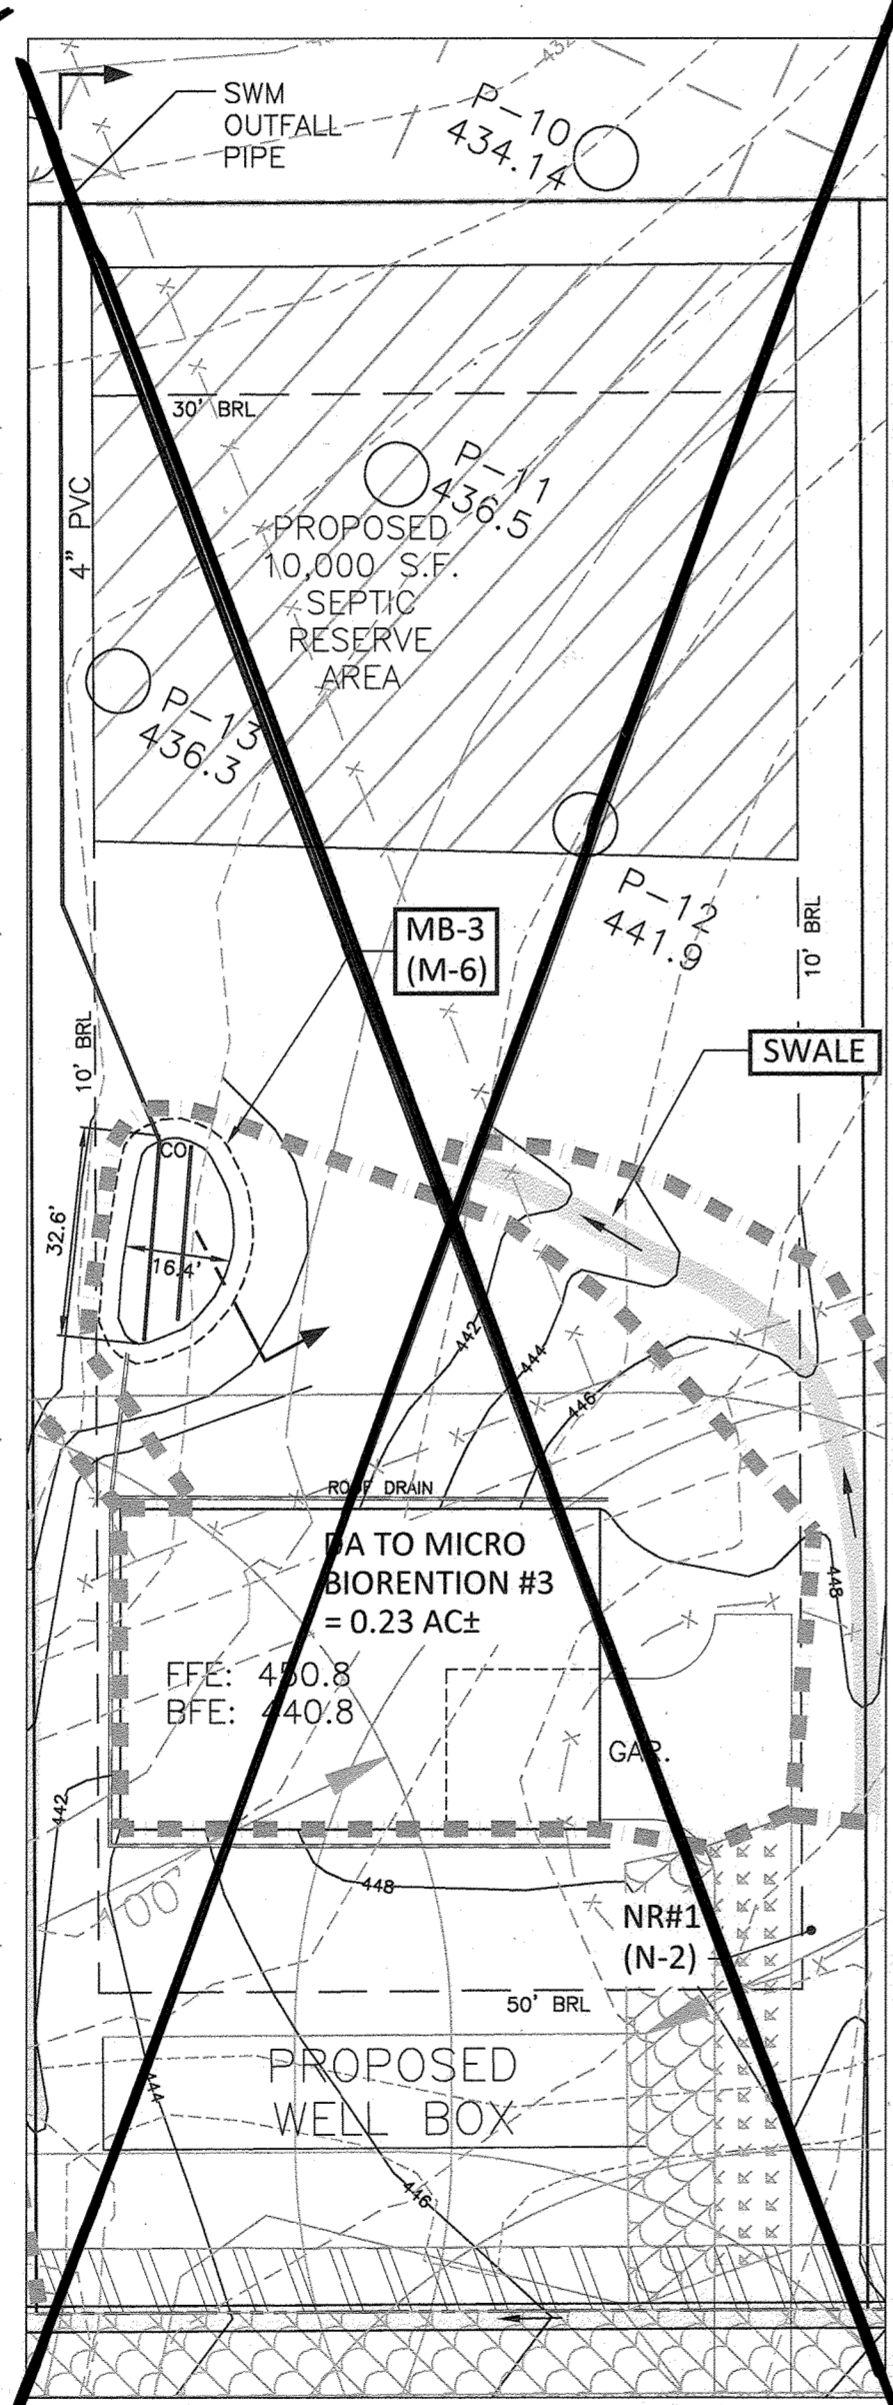 432
SWM
OUTFALL
PIPE
P-10
434.14
30' BRL
P-11
436.5
4" PVC
PROPOSED
10,000 S.F.
SEPTIC
RESERVE
AREA
P-13
436.3
P-12
441.9
MB-3
(M-6)
10' BRL
10' BRL
SWALE
CO
32.6'
16.4'
442
444
446
ROOF DRAIN
DA TO MICRO
BIORENTION #3
= 0.23 AC±
448
FFE: 450.8
BFE: 440.8
GAR.
442
100'
448
NR#1
(N-2)
50' BRL
PROPOSED
WELL BOX
444
446